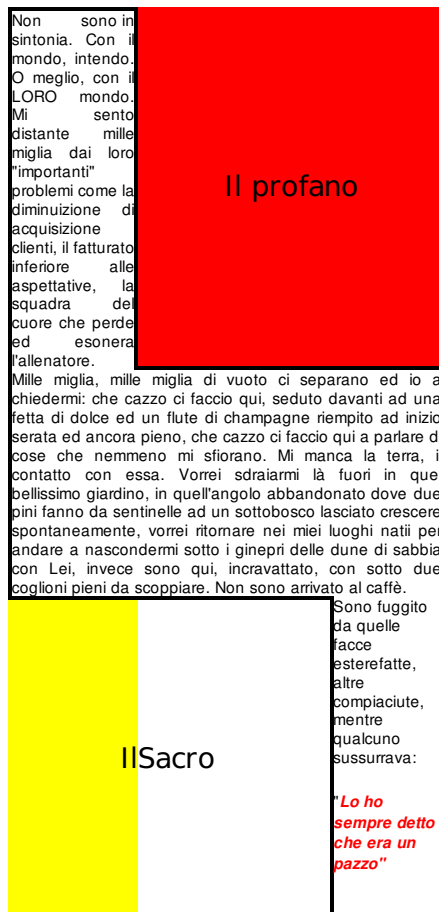 Non sono in
sintonia. Con il
mondo, intendo.
O meglio, con il
LORO mondo.
Mi sento
distante mille
miglia dai loro
"importanti"
problemi come la
diminuizione di
acquisizione
clienti, il fatturato
inferiore alle
aspettative, la
squadra del
cuore che perde
ed esonera
l'allenatore.
Il profano
Mille miglia, mille miglia di vuoto ci separano ed io a
chiedermi: che cazzo ci faccio qui, seduto davanti ad una
fetta di dolce ed un flute di champagne riempito ad inizio
serata ed ancora pieno, che cazzo ci faccio qui a parlare d
cose che nemmeno mi sfiorano. Mi manca la terra, i
contatto con essa. Vorrei sdraiarmi là fuori in que
bellissimo giardino, in quell'angolo abbandonato dove due
pini fanno da sentinelle ad un sottobosco lasciato crescere
spontaneamente, vorrei ritornare nei miei luoghi natii per
andare a nascondermi sotto i ginepri delle dune di sabbia
con Lei, invece sono qui, incravattato, con sotto due
coglioni pieni da scoppiare. Non sono arrivato al caffè.
Sono fuggito
da quelle
facce
esterefatte,
altre
compiaciute,
mentre
qualcuno
sussurrava:
IlSacro
"Lo ho
sempre detto
che era un
pazzo"